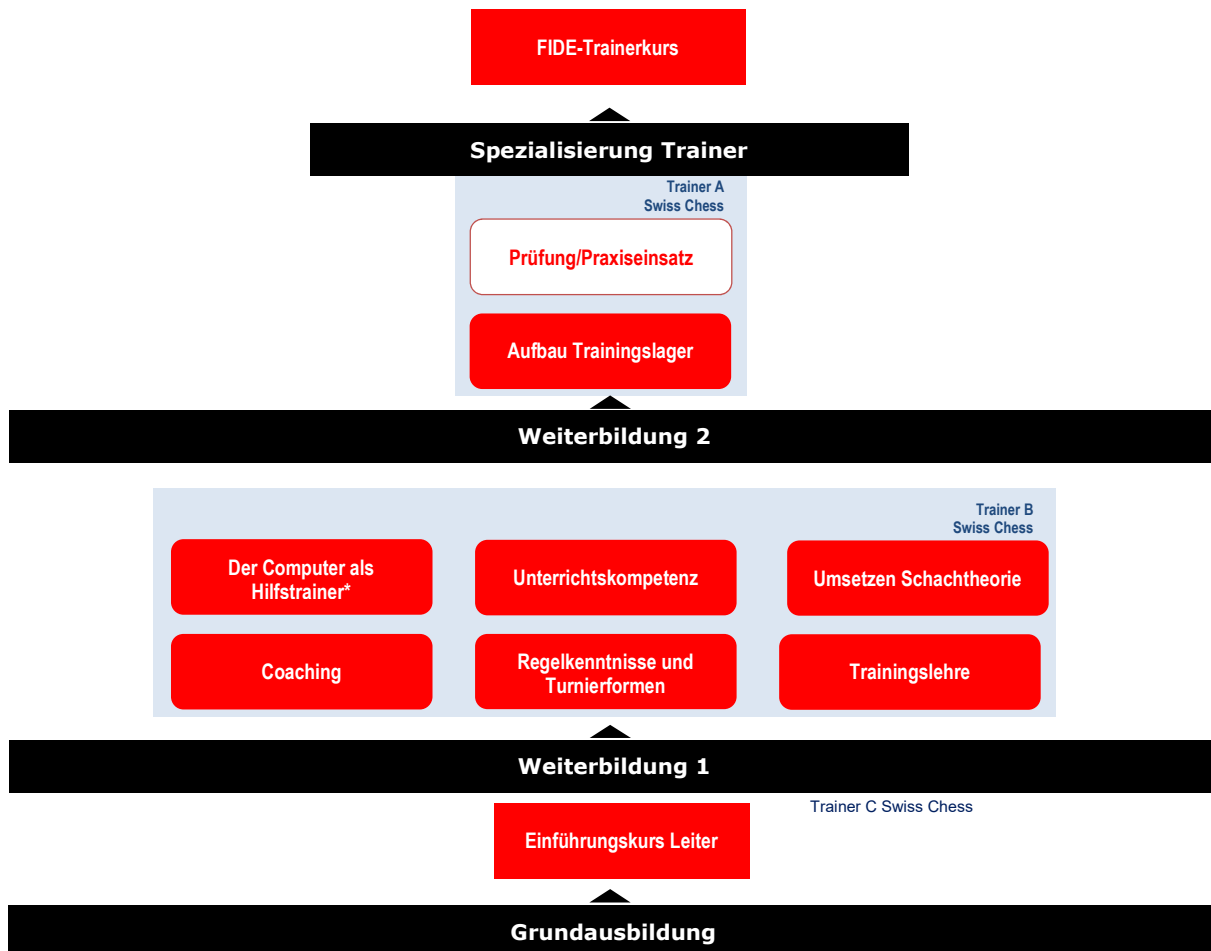 FIDE-Trainerkurs
Spezialisierung Trainer
Trainer A
Swiss Chess
Prüfung/Praxiseinsatz
Aufbau Trainingslager
Weiterbildung 2
Trainer B
Swiss Chess
Der Computer als
Hilfstrainer*
Unterrichtskompetenz
Umsetzen Schachtheorie
Coaching
Regelkenntnisse und
Turnierformen
Trainingslehre
Weiterbildung 1
Trainer C Swiss Chess
Einführungskurs Leiter
Grundausbildung